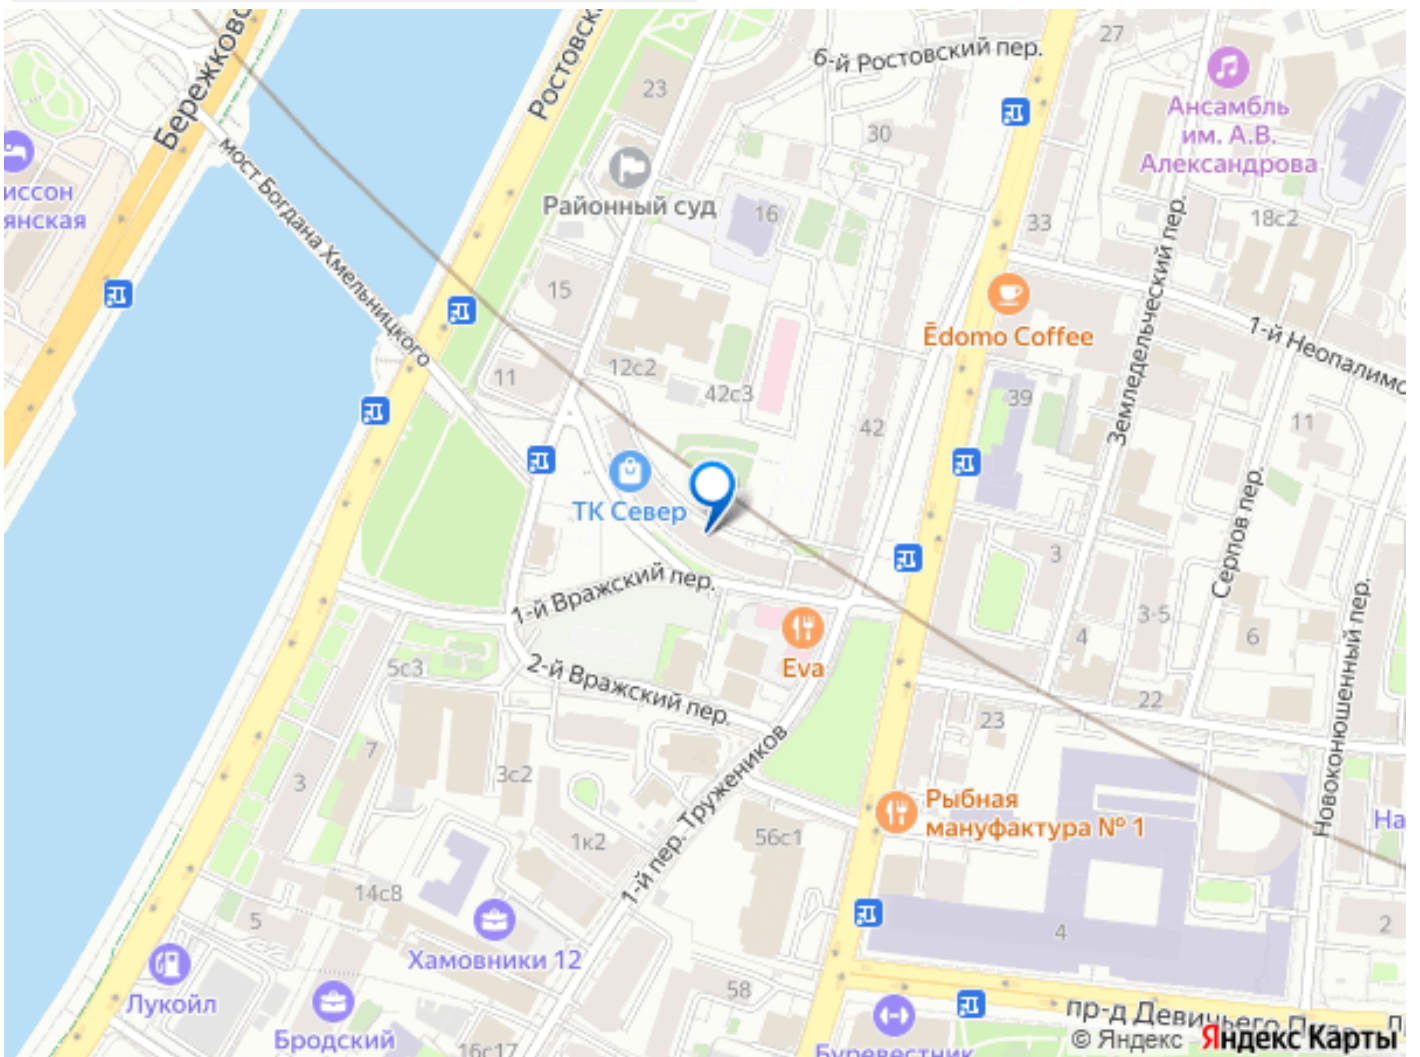 Бережковс
Ростовск
6-й Ростовский пер.
27
23
Ансамбль
им. А.В.
Александрова
30
мост Богдана Хмельницкого
иссон
янская
Районный суд
16
33
18с2
Земледельческий пер.
15
Ēdomo Coffee
1-й Неопалимо
12с2
11
42с3
39
42
11
ТК Север
Серпов пер.
3
1-й Вражский пер.
3-5
4
6
Новоконюшенный пер.
Eva
5с3
2-й Вражский пер.
22
23
7
3
3с2
Рыбная
мануфактура № 1
На
1к2
56с1
1-й пер. Тружеников
14с8
5
4
2
Хамовники 12
Лукойл
58
Бродский
пр-д Девичьего Поля
16с17
Буревестник
© Яндекс Яндекс Карты